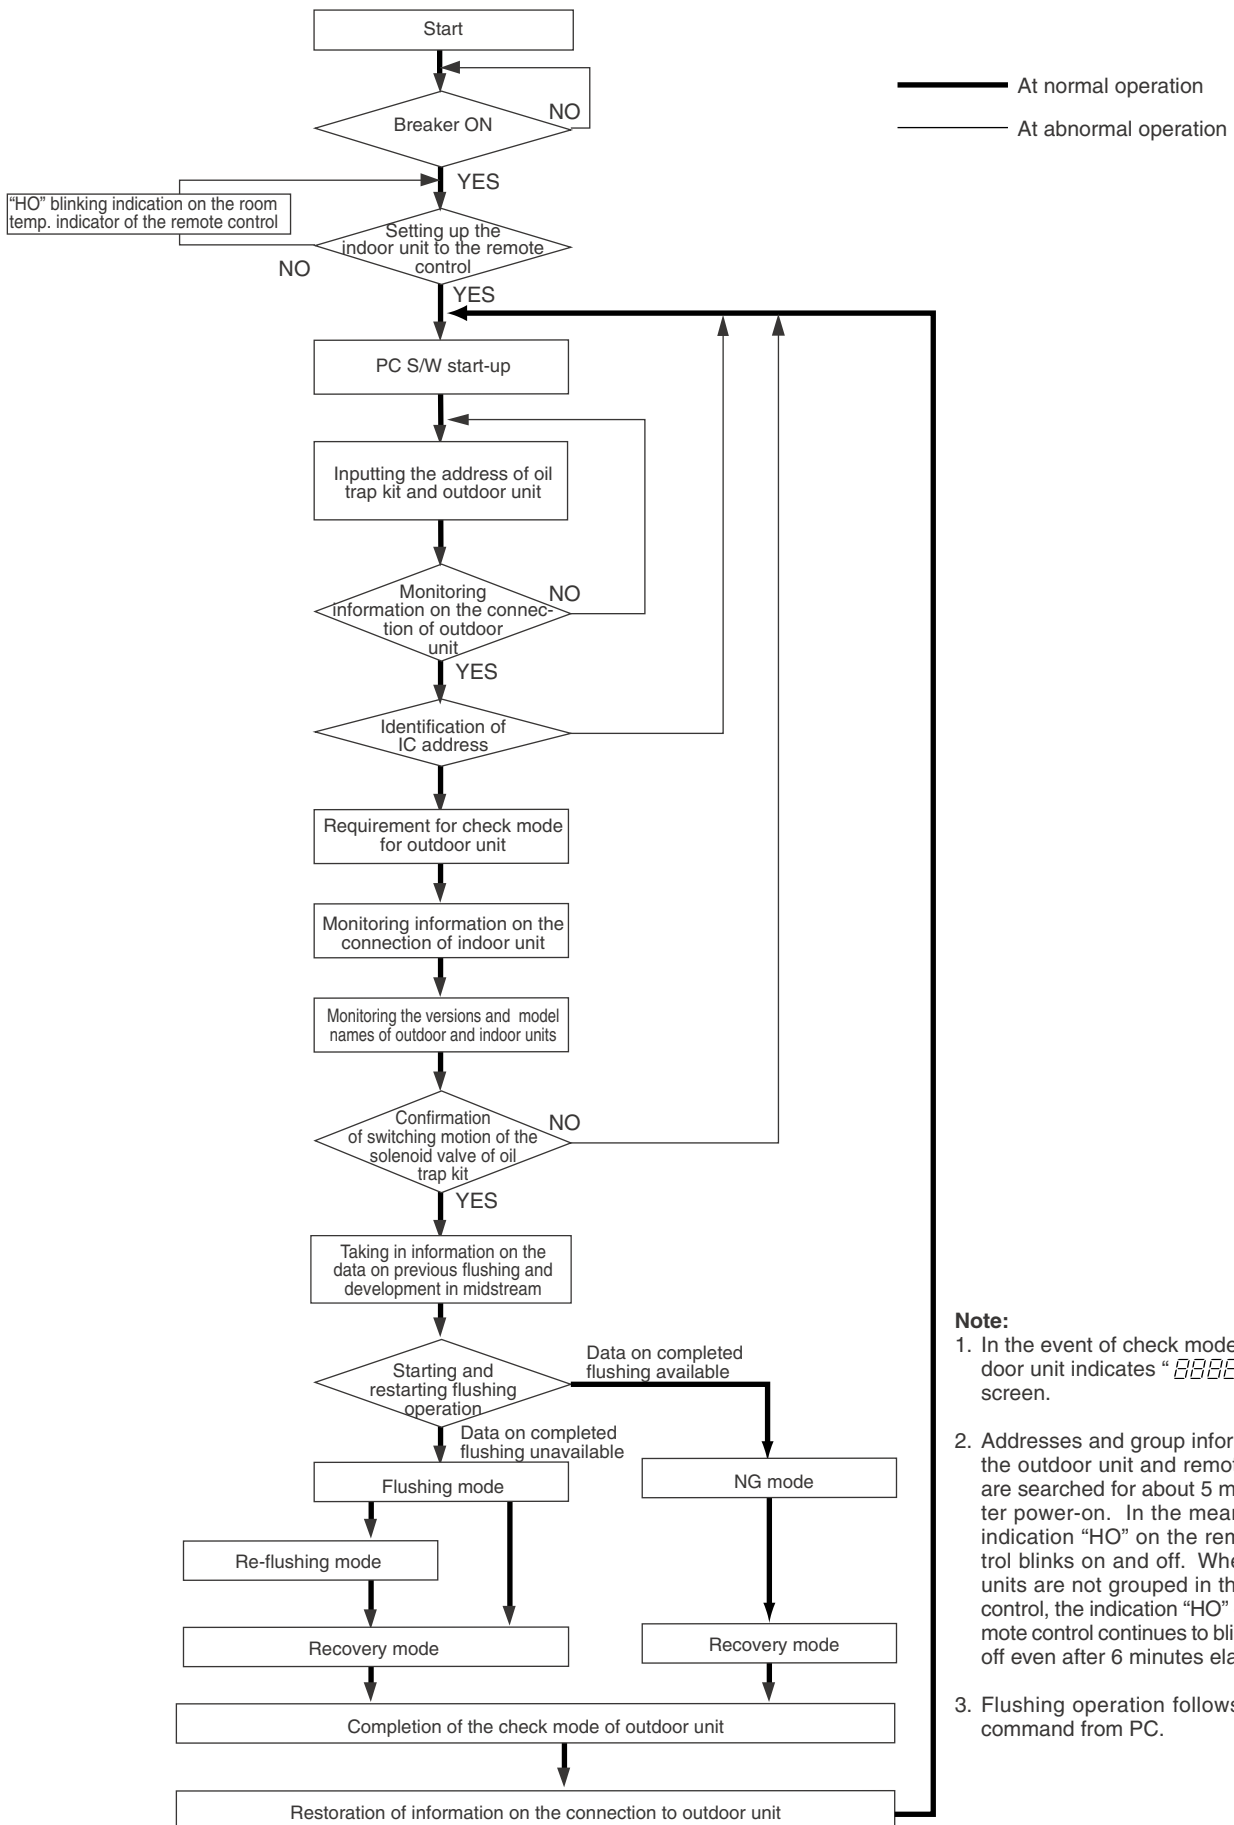 Start
At normal operation
At abnormal operation
NO
Breaker ON
YES
"HO" blinking indication on the room
temp. indicator of the remote control
Setting up the
indoor unit to the remote
control
NO
YES
PC S/W start-up
Inputting the address of oil
trap kit and outdoor unit
Monitoring
information on the connec-
tion of outdoor
unit
NO
YES
Identification of
IC address
Requirement for check mode
for outdoor unit
Monitoring information on the
connection of indoor unit
Monitoring the versions and model
names of outdoor and indoor units
Confirmation
of switching motion of the
solenoid valve of oil
trap kit
NO
YES
Taking in information on the
data on previous flushing and
development in midstream
Starting and
restarting flushing
operation
Data on completed
flushing available
Data on completed
flushing unavailable
Flushing mode
NG mode
Re-flushing mode
Recovery mode
Recovery mode
Completion of the check mode of outdoor unit
Restoration of information on the connection to outdoor unit
Note:
1. In the event of check mode
door unit indicates " 8888
screen.
2. Addresses and group infor
the outdoor unit and remo
are searched for about 5 m
ter power-on. In the mear
indication "HO" on the rem
trol blinks on and off. Whe
units are not grouped in th
control, the indication "HO"
mote control continues to bli
off even after 6 minutes ela
3. Flushing operation follows
command from PC.